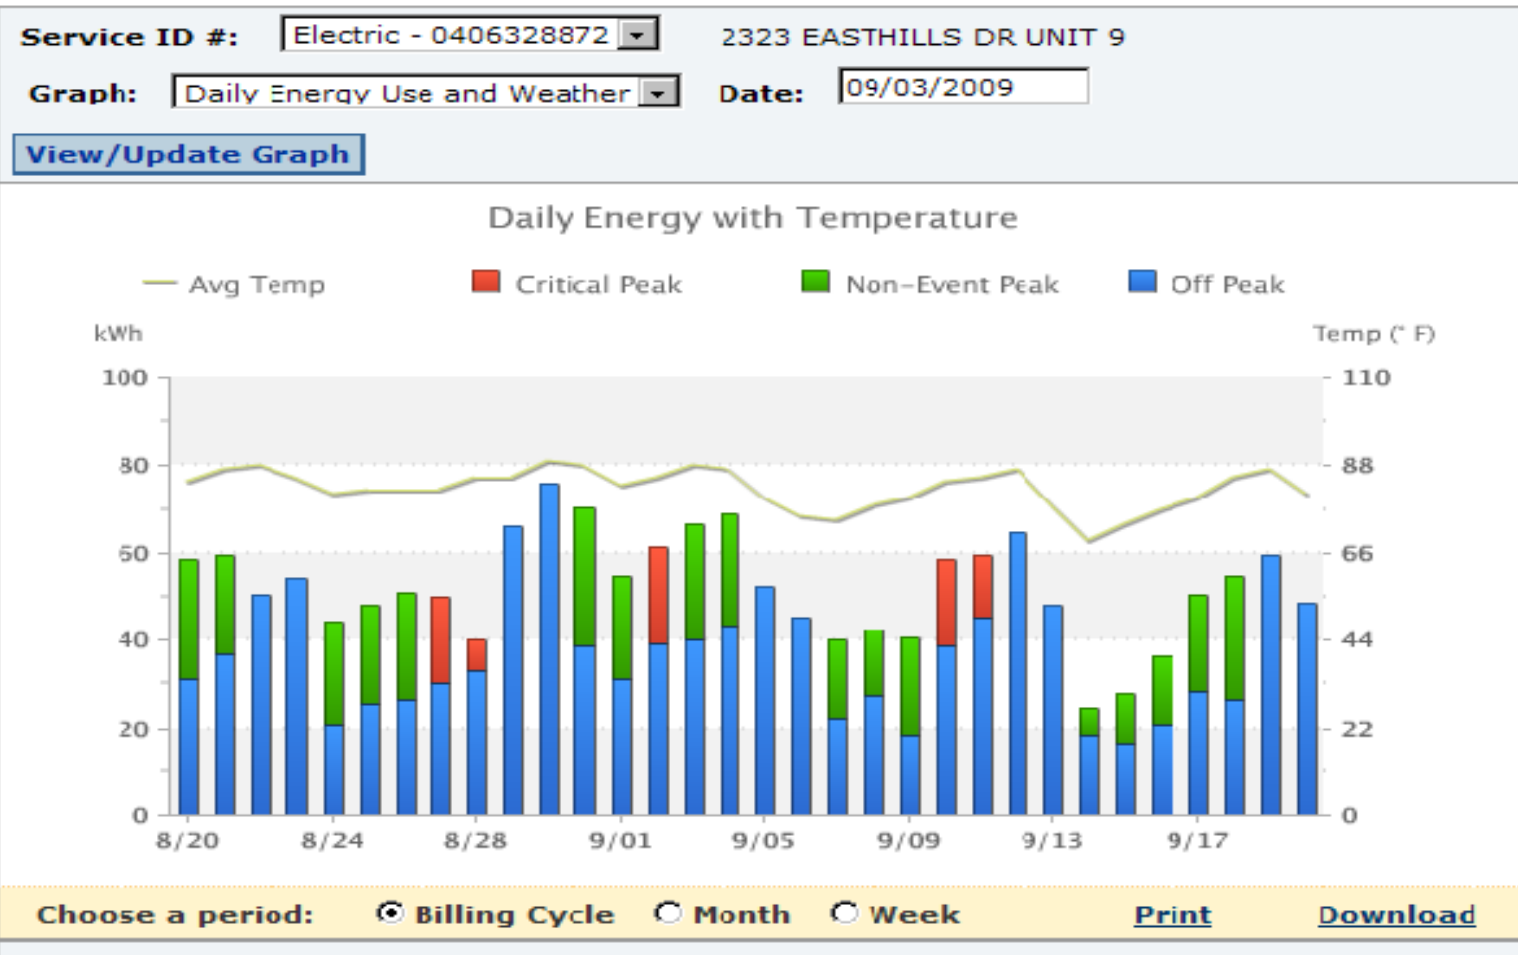 Service ID #: Electric - 0406328872 2323 EASTHILLS DR UNIT 9
Graph: Daily Energy Use and Weather Date: 09/03/2009
View/Update Graph
Daily Energy with Temperature
Avg Temp Critical Peak Non-Event Peak Off Peak
kWh Temp (° F)
100 110
80 88
60 66
40 44
20 22
0 0
8/20 8/24 8/28 9/01 9/05 9/09 9/13 9/17
Choose a period: Billing Cycle Month Week Print Download